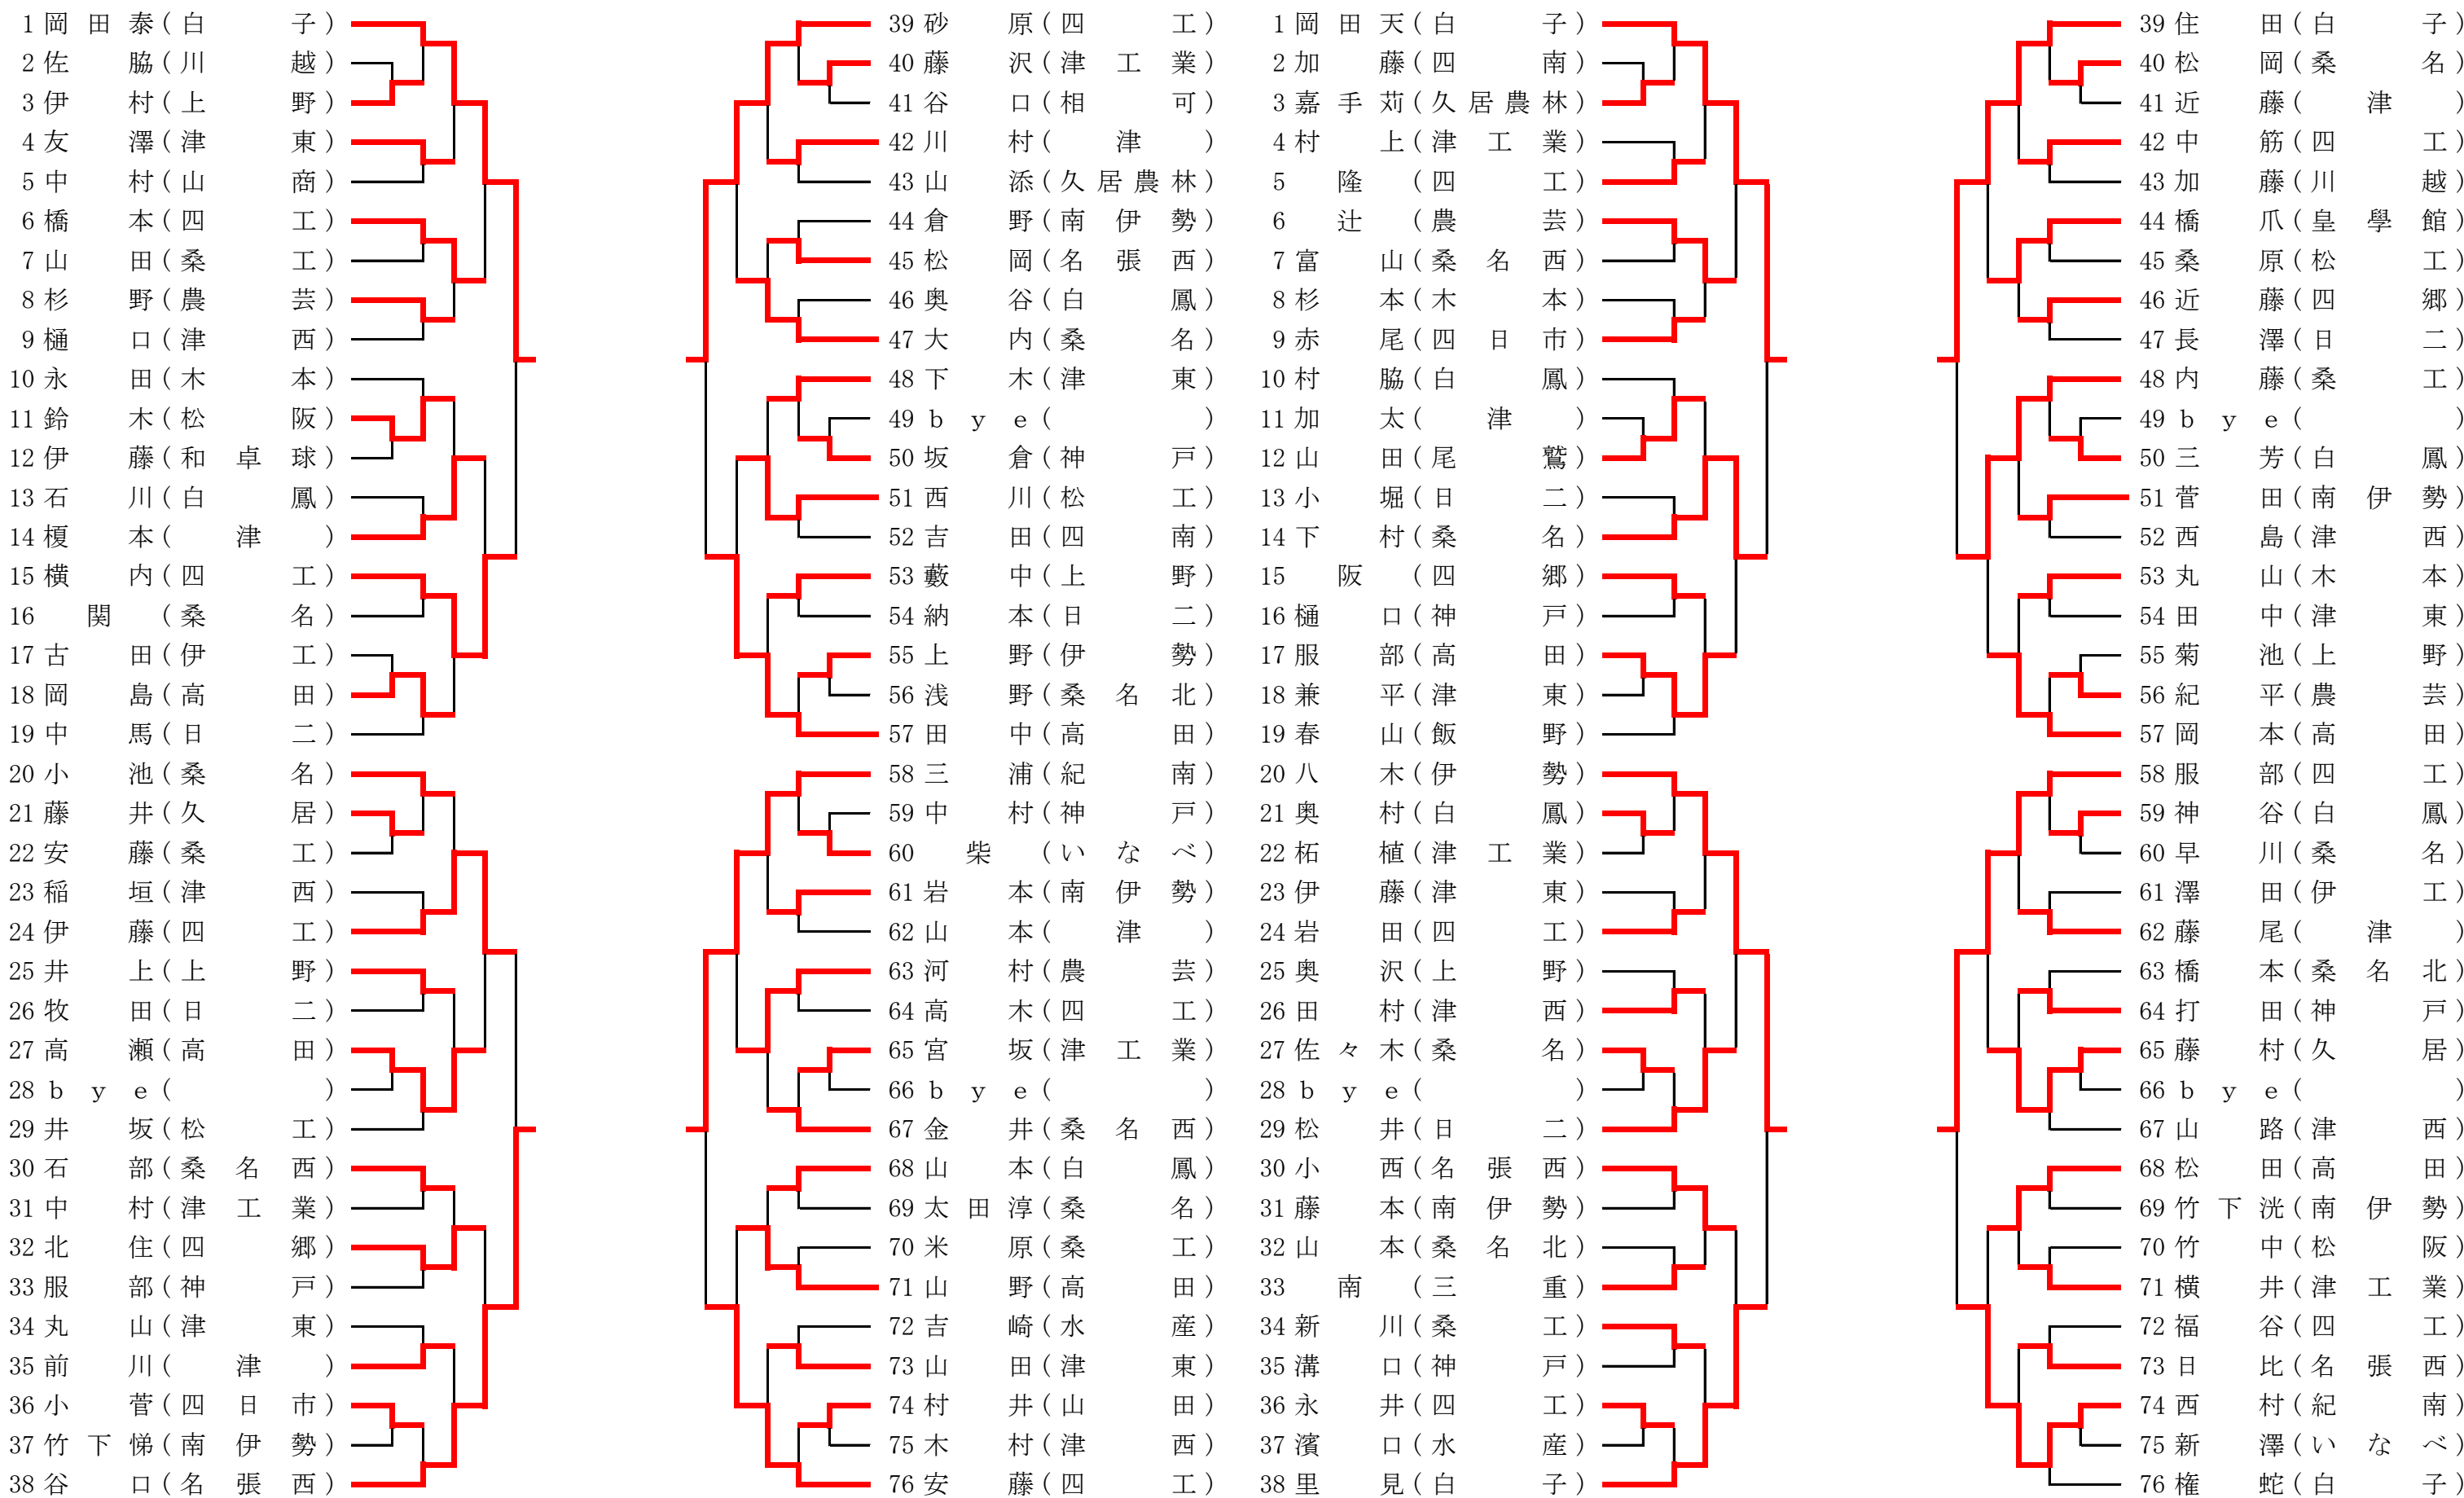 1 岡田泰(白子)
2 佐脇(川越)
3 伊村(上野)
4 友澤(津東)
5 中村(山商)
6 橋本(四工)
7 山田(桑工)
8 杉野(農芸)
9 樋口(津西)
10 永田(木本)
11 鈴木(松阪)
12 伊藤(和卓球)
13 石川(白鳳)
14 榎本(津)
15 横内(四工)
16 関(桑名)
17 古田(伊工)
18 岡島(高田)
19 中馬(日二)
20 小池(桑名)
21 藤井(久居)
22 安藤(桑工)
23 稲垣(津西)
24 伊藤(四工)
25 井上(上野)
26 牧田(日二)
27 高瀬(高田)
28 bye()
29 井坂(松工)
30 石部(桑名西)
31 中村(津工業)
32 北住(四郷)
33 服部(神戸)
34 丸山(津東)
35 前川(津)
36 小菅(四日市)
37 竹下悌(南伊勢)
38 谷口(名張西)
39 砂原(四工)
40 藤沢(津工業)
41 谷口(相可)
42 川村(津)
43 山添(久居農林)
44 倉野(南伊勢)
45 松岡(名張西)
46 奥谷(白鳳)
47 大内(桑名)
48 下木(津東)
49 bye()
50 坂倉(神戸)
51 西川(松工)
52 吉田(四南)
53 藪中(上野)
54 納本(日二)
55 上野(伊勢)
56 浅野(桑名北)
57 田中(高田)
58 三浦(紀南)
59 中村(神戸)
60 柴(いなべ)
61 岩本(南伊勢)
62 山本(津)
63 河村(農芸)
64 高木(四工)
65 宮坂(津工業)
66 bye()
67 金井(桑名西)
68 山本(白鳳)
69 太田淳(桑名)
70 米原(桑工)
71 山野(高田)
72 吉崎(水産)
73 山田(津東)
74 村井(山田)
75 木村(津西)
76 安藤(四工)
1 岡田天(白子)
2 加藤(四南)
3 嘉手苅(久居農林)
4 村上(津工業)
5 隆(四工)
6 辻(農芸)
7 富山(桑名西)
8 杉本(木本)
9 赤尾(四日市)
10 村脇(白鳳)
11 加太(津)
12 山田(尾鷲)
13 小堀(日二)
14 下村(桑名)
15 阪(四郷)
16 樋口(神戸)
17 服部(高田)
18 兼平(津東)
19 春山(飯野)
20 八木(伊勢)
21 奥村(白鳳)
22 柘植(津工業)
23 伊藤(津東)
24 岩田(四工)
25 奥沢(上野)
26 田村(津西)
27 佐々木(桑名)
28 bye()
29 松井(日二)
30 小西(名張西)
31 藤本(南伊勢)
32 山本(桑名北)
33 南(三重)
34 新川(桑工)
35 溝口(神戸)
36 永井(四工)
37 濱口(水産)
38 里見(白子)
39 住田(白子)
40 松岡(桑名)
41 近藤(津)
42 中筋(四工)
43 加藤(川越)
44 橋爪(皇學館)
45 桑原(松工)
46 近藤(四郷)
47 長澤(日二)
48 内藤(桑工)
49 bye()
50 三芳(白鳳)
51 菅田(南伊勢)
52 西島(津西)
53 丸山(木本)
54 田中(津東)
55 菊池(上野)
56 紀平(農芸)
57 岡本(高田)
58 服部(四工)
59 神谷(白鳳)
60 早川(桑名)
61 澤田(伊工)
62 藤尾(津)
63 橋本(桑名北)
64 打田(神戸)
65 藤村(久居)
66 bye()
67 山路(津西)
68 松田(高田)
69 竹下洸(南伊勢)
70 竹中(松阪)
71 横井(津工業)
72 福谷(四工)
73 日比(名張西)
74 西村(紀南)
75 新澤(いなべ)
76 権蛇(白子)